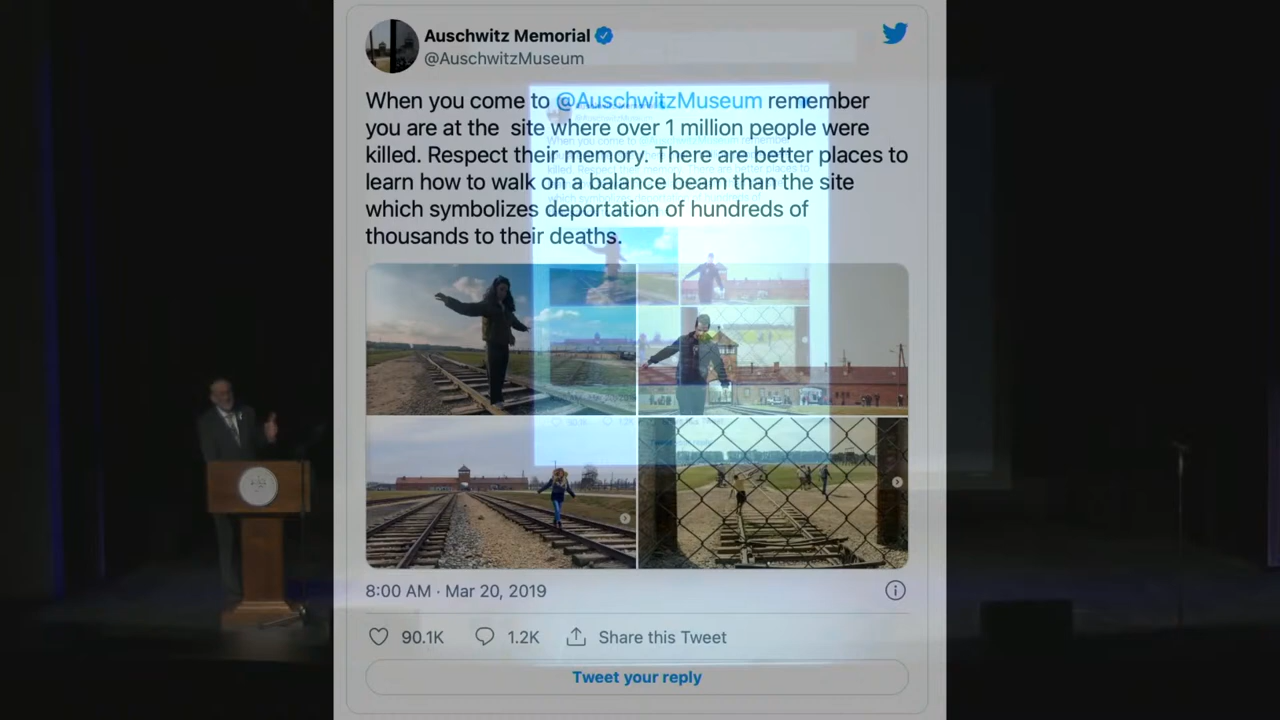 Auschwitz Memorial
@AuschwitzMuseum
When you come to @AuschwitzMuseum remember
you are at the site where over 1 million people were
killed. Respect their memory. There are better places to
learn how to walk on a balance beam than the site
which symbolizes deportation of hundreds of
thousands to their deaths.
8:00 AM · Mar 20, 2019
90.1K 1.2K Share this Tweet
Tweet your reply